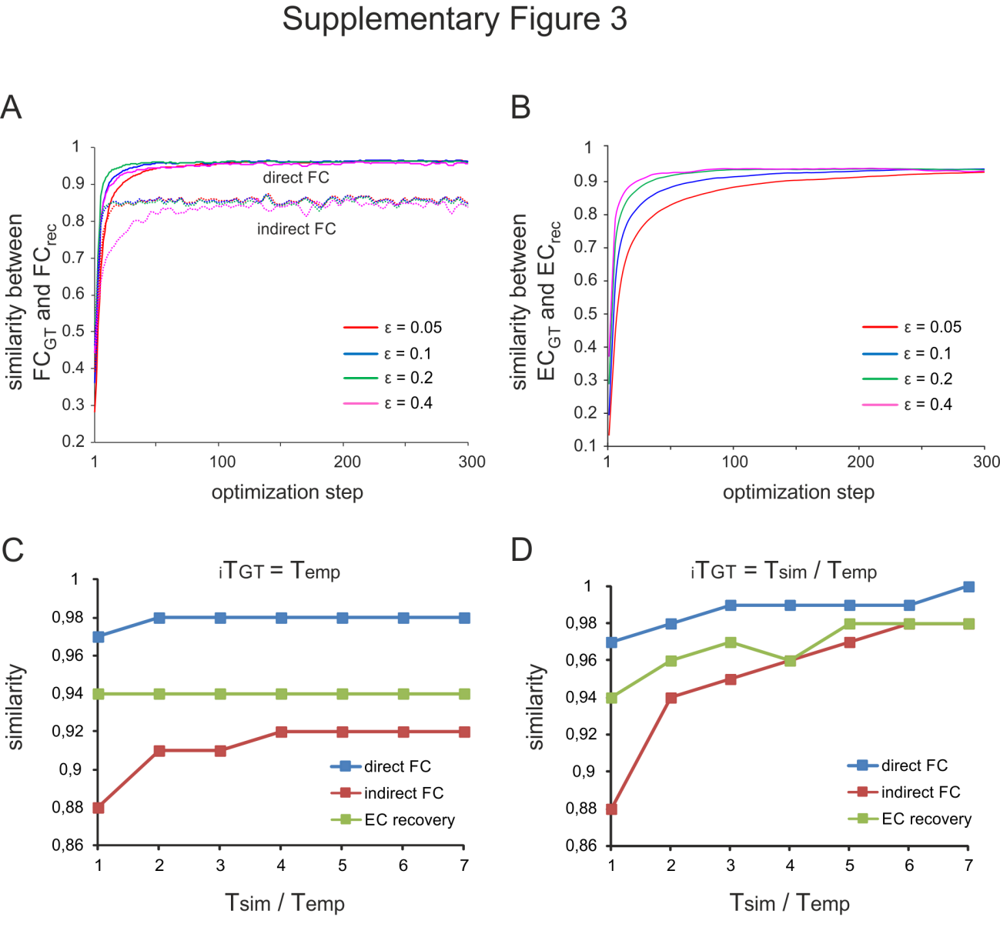 Supplementary Figure 3
A
similarity between
FCGT and FCrec
1
0.9
0.8
0.7
0.6
0.5
0.4
0.3
0.2
direct FC
indirect FC
ε = 0.05
ε = 0.1
ε = 0.2
ε = 0.4
1
100
200
300
optimization step
B
similarity between
ECGT and ECrec
1
0.9
0.8
0.7
0.6
0.5
0.4
0.3
0.2
0.1
ε = 0.05
ε = 0.1
ε = 0.2
ε = 0.4
1
100
200
300
optimization step
C
iTGT = Temp
similarity
1
0,98
0,96
0,94
0,92
0,9
0,88
0,86
direct FC
indirect FC
EC recovery
1 2 3 4 5 6 7
Tsim / Temp
D
iTGT = Tsim / Temp
similarity
1
0,98
0,96
0,94
0,92
0,9
0,88
0,86
direct FC
indirect FC
EC recovery
1 2 3 4 5 6 7
Tsim / Temp